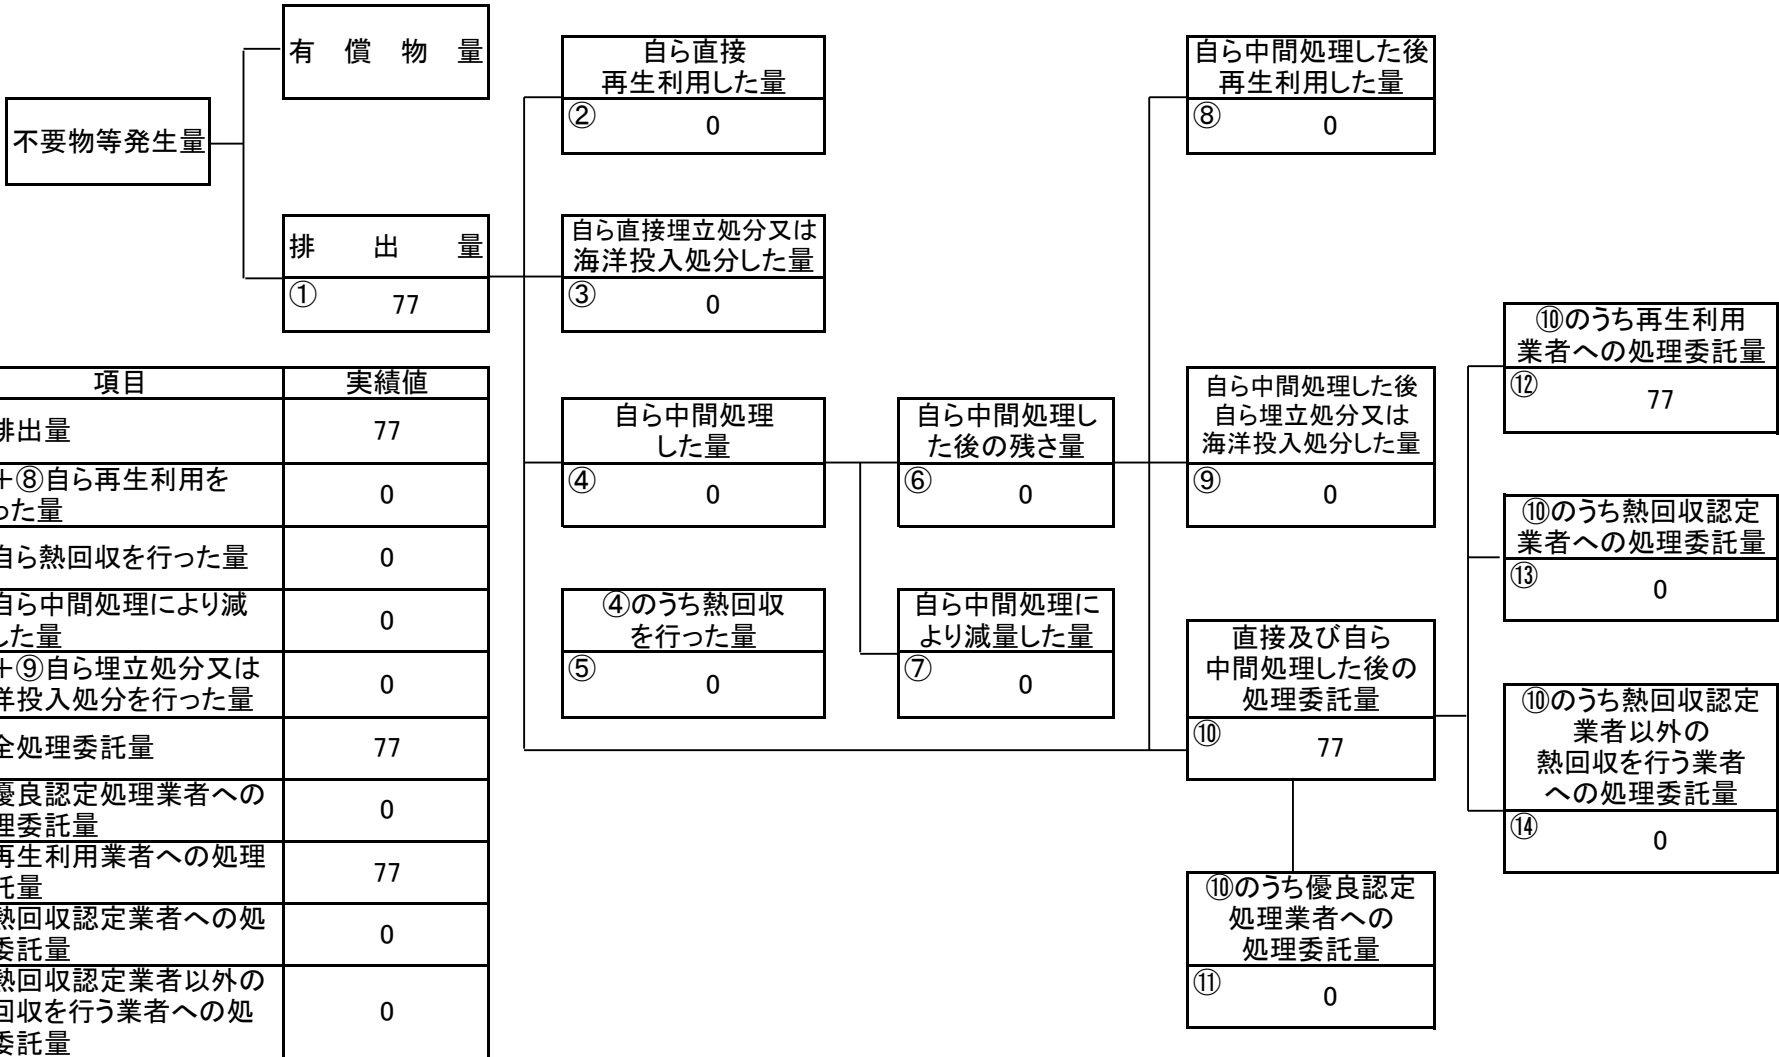 有 償 物 量
不要物等発生量
排 出 量
① 77
自ら直接
再生利用した量
② 0
自ら直接埋立処分又は
海洋投入処分した量
③ 0
自ら中間処理
した量
④ 0
④のうち熱回収
を行った量
⑤ 0
自ら中間処理し
た後の残さ量
⑥ 0
自ら中間処理に
より減量した量
⑦ 0
自ら中間処理した後
再生利用した量
⑧ 0
自ら中間処理した後
自ら埋立処分又は
海洋投入処分した量
⑨ 0
直接及び自ら
中間処理した後の
処理委託量
⑩ 77
⑩のうち優良認定
処理業者への
処理委託量
⑪ 0
⑩のうち再生利用
業者への処理委託量
⑫ 77
⑩のうち熱回収認定
業者への処理委託量
⑬ 0
⑩のうち熱回収認定
業者以外の
熱回収を行う業者
への処理委託量
⑭ 0
項目 実績値
排出量 77
+⑧自ら再生利用を
った量 0
自ら熱回収を行った量 0
自ら中間処理により減
した量 0
+⑨自ら埋立処分又は
洋投入処分を行った量 0
全処理委託量 77
優良認定処理業者への
理委託量 0
再生利用業者への処理
託量 77
熱回収認定業者への処
委託量 0
熱回収認定業者以外の
回収を行う業者への処
委託量 0